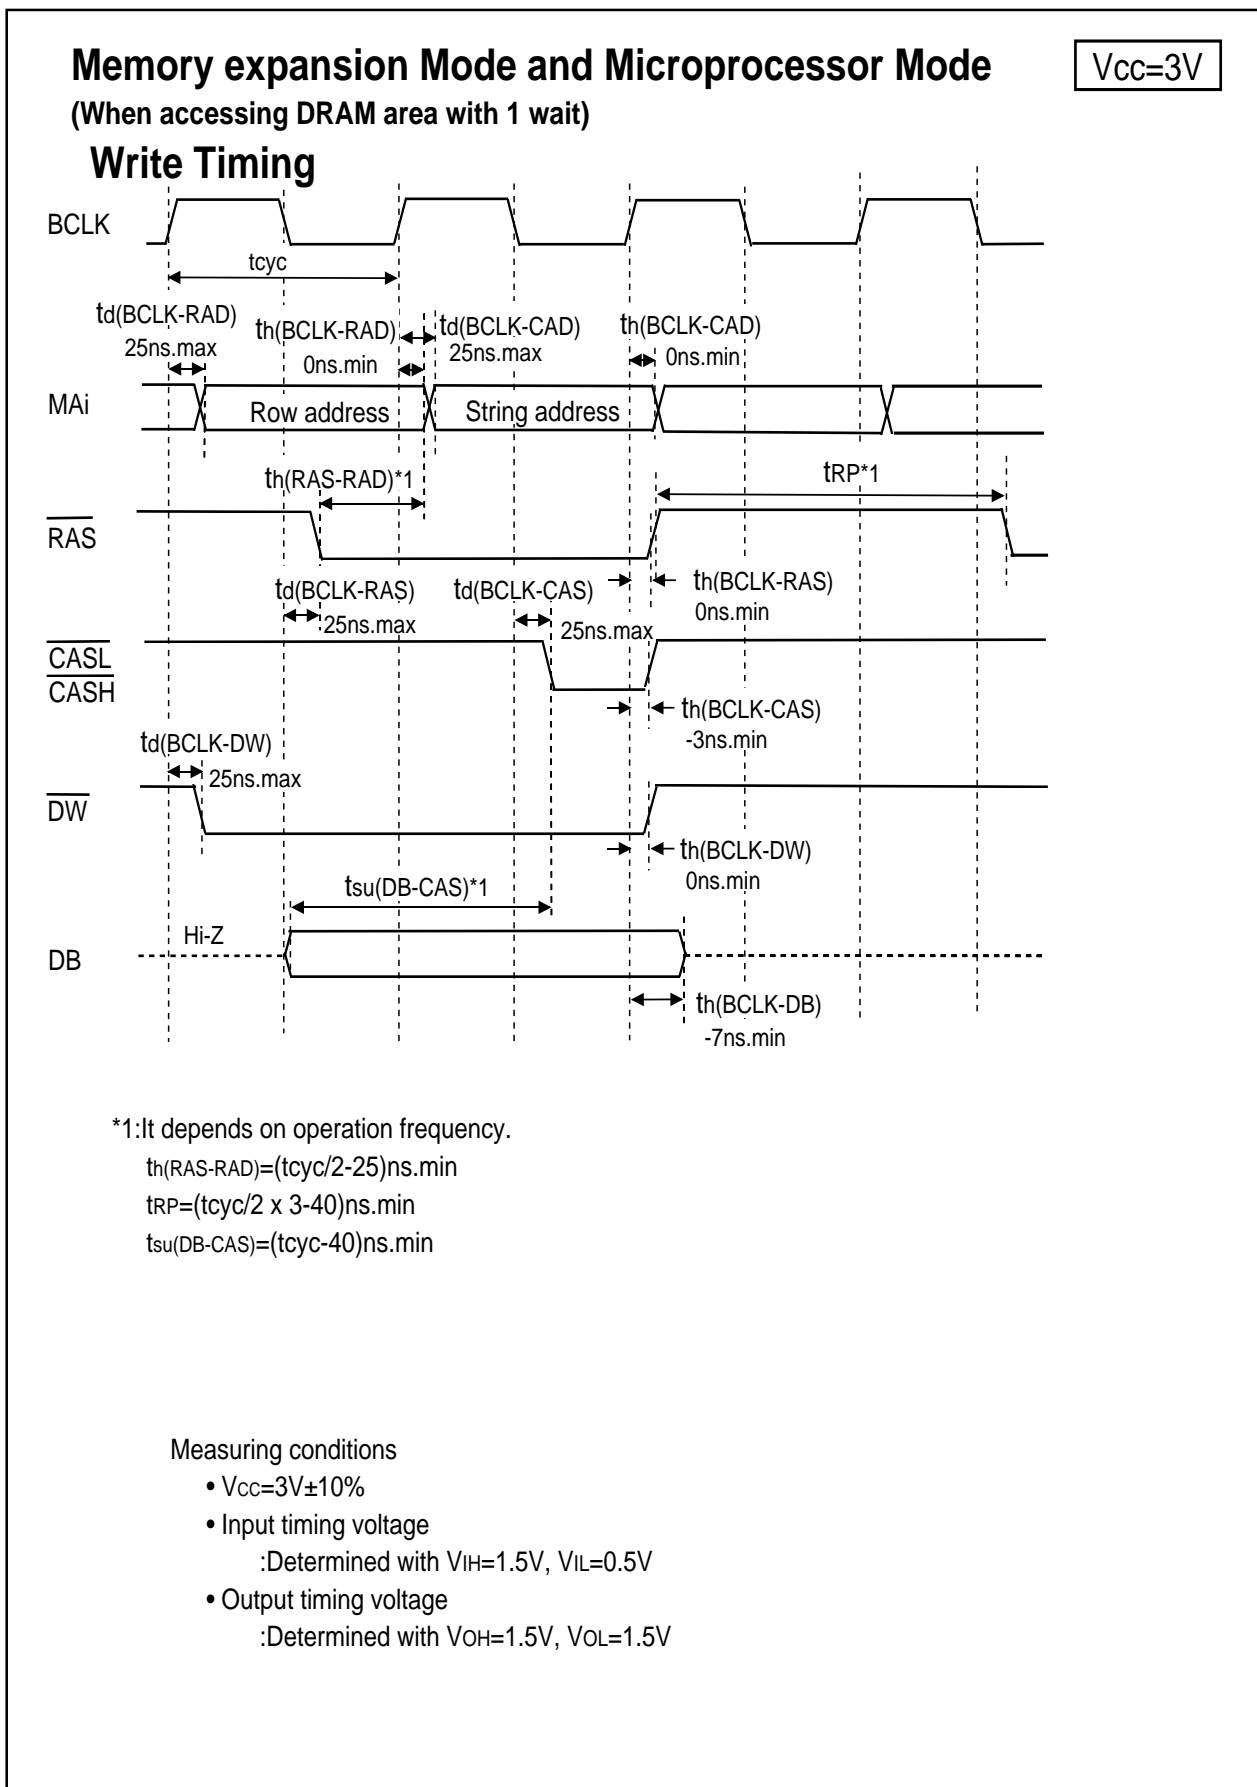 Memory expansion Mode and Microprocessor Mode
Vcc=3V
(When accessing DRAM area with 1 wait)
Write Timing
BCLK
tcyc
td(BCLK-RAD)
25ns.max
th(BCLK-RAD)
0ns.min
td(BCLK-CAD)
25ns.max
th(BCLK-CAD)
0ns.min
MAi
Row address
String address
th(RAS-RAD)*1
tRP*1
RAS
td(BCLK-RAS)
25ns.max
td(BCLK-CAS)
25ns.max
th(BCLK-RAS)
0ns.min
CASL
CASH
th(BCLK-CAS)
-3ns.min
td(BCLK-DW)
25ns.max
DW
th(BCLK-DW)
0ns.min
tsu(DB-CAS)*1
Hi-Z
DB
th(BCLK-DB)
-7ns.min
*1:It depends on operation frequency.
th(RAS-RAD)=(tcyc/2-25)ns.min
tRP=(tcyc/2 x 3-40)ns.min
tsu(DB-CAS)=(tcyc-40)ns.min
Measuring conditions
• VCC=3V±10%
• Input timing voltage
:Determined with VIH=1.5V, VIL=0.5V
• Output timing voltage
:Determined with VOH=1.5V, VOL=1.5V